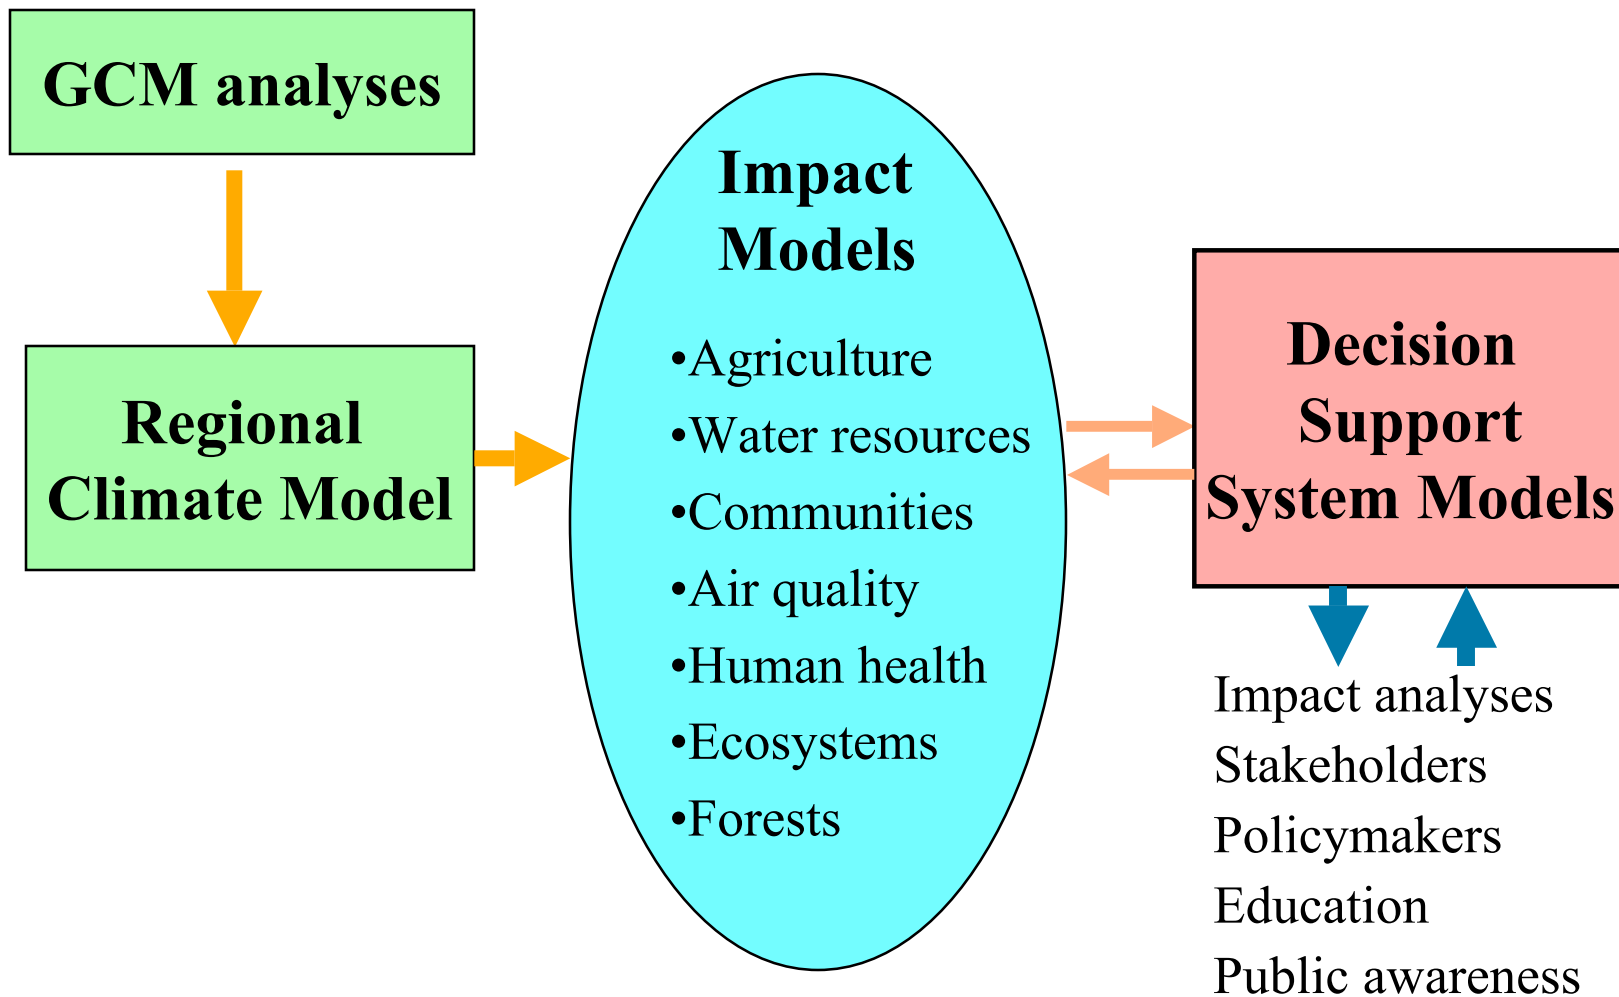 GCM analyses
Regional
Climate Model
Impact
Models
•Agriculture
•Water resources
•Communities
•Air quality
•Human health
•Ecosystems
•Forests
Decision
Support
System Models
Impact analyses
Stakeholders
Policymakers
Education
Public awareness